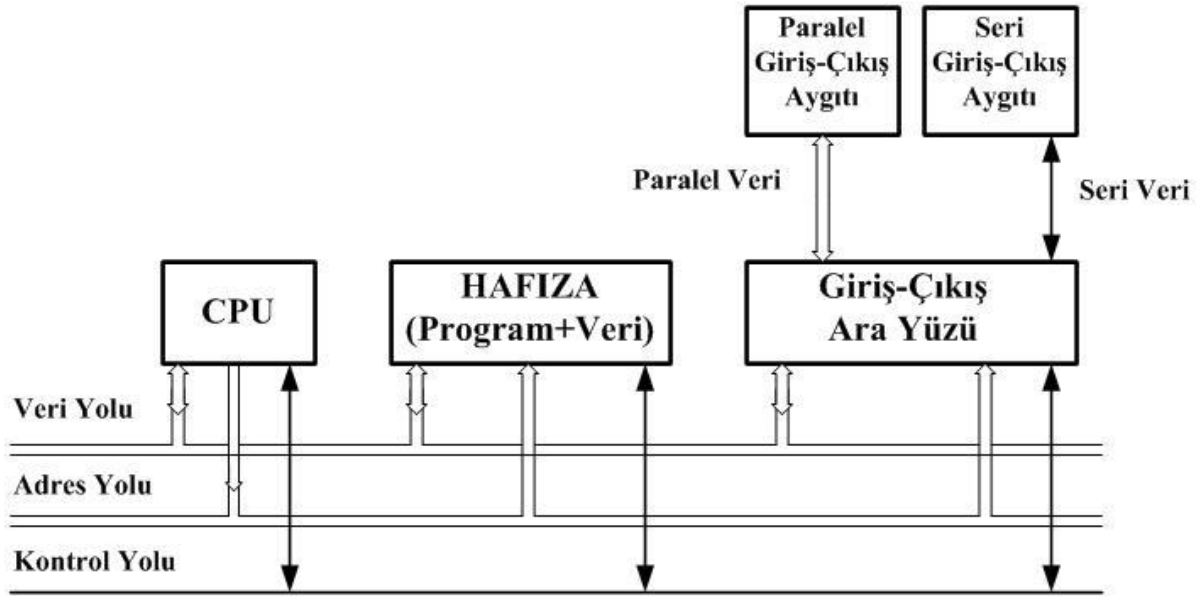 Paralel
Giriş-Çıkış
Aygıtı
Seri
Giriş-Çıkış
Aygıtı
Paralel Veri
Seri Veri
CPU
HAFIZA
(Program+Veri)
Giriş-Çıkış
Ara Yüzü
Veri Yolu
Adres Yolu
Kontrol Yolu